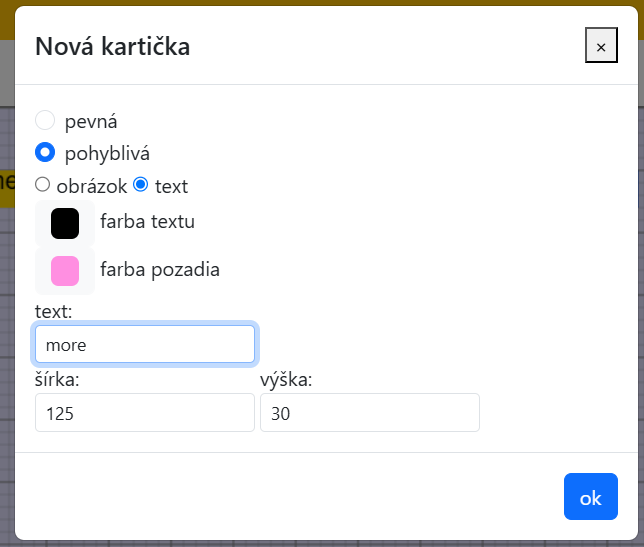 Nová kartička
×
pevná
pohyblivá
obrázok text
farba textu
farba pozadia
text:
more
šírka: výška:
125 30
ok